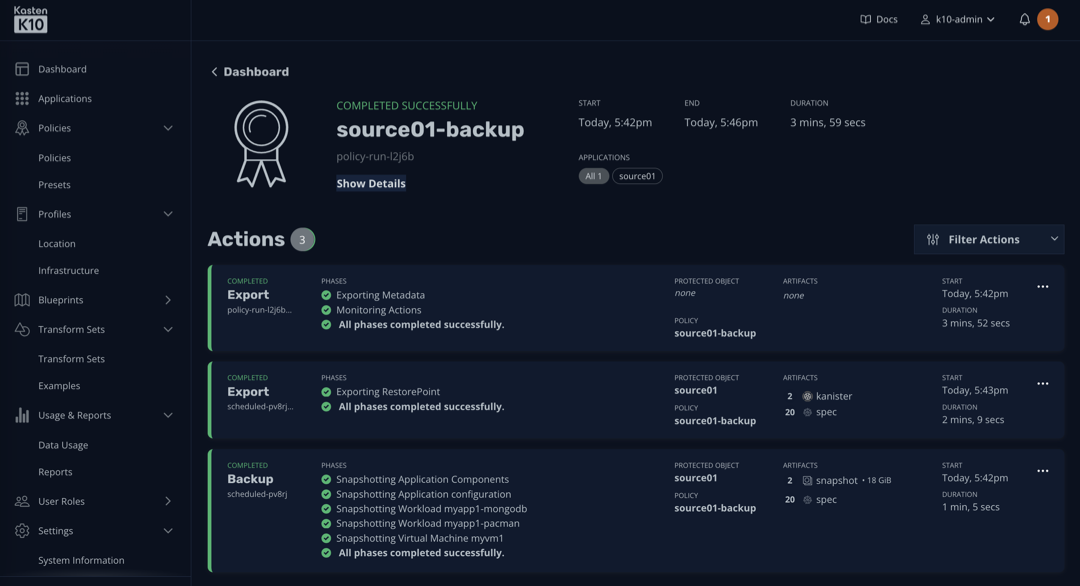 Kasten
K10
Docs
k10-admin
1
Dashboard
Applications
Policies
Policies
Presets
Profiles
Location
Infrastructure
Blueprints
Transform Sets
Transform Sets
Examples
Usage & Reports
Data Usage
Reports
User Roles
Settings
System Information
Dashboard
COMPLETED SUCCESSFULLY
source01-backup
policy-run-l2j6b
Show Details
START
Today, 5:42pm
END
Today, 5:46pm
DURATION
3 mins, 59 secs
APPLICATIONS
All 1
source01
Actions 3
Filter Actions
COMPLETED
Export
policy-run-l2j6b...
PHASES
Exporting Metadata
Monitoring Actions
All phases completed successfully.
PROTECTED OBJECT
none
POLICY
source01-backup
ARTIFACTS
none
START
Today, 5:42pm
DURATION
3 mins, 52 secs
COMPLETED
Export
scheduled-pv8rj...
PHASES
Exporting RestorePoint
All phases completed successfully.
PROTECTED OBJECT
source01
POLICY
source01-backup
ARTIFACTS
2 kanister
20 spec
START
Today, 5:43pm
DURATION
2 mins, 9 secs
COMPLETED
Backup
scheduled-pv8rj
PHASES
Snapshotting Application Components
Snapshotting Application configuration
Snapshotting Workload myapp1-mongodb
Snapshotting Workload myapp1-pacman
Snapshotting Virtual Machine myvm1
All phases completed successfully.
PROTECTED OBJECT
source01
POLICY
source01-backup
ARTIFACTS
2 snapshot • 18 GiB
20 spec
START
Today, 5:42pm
DURATION
1 min, 5 secs